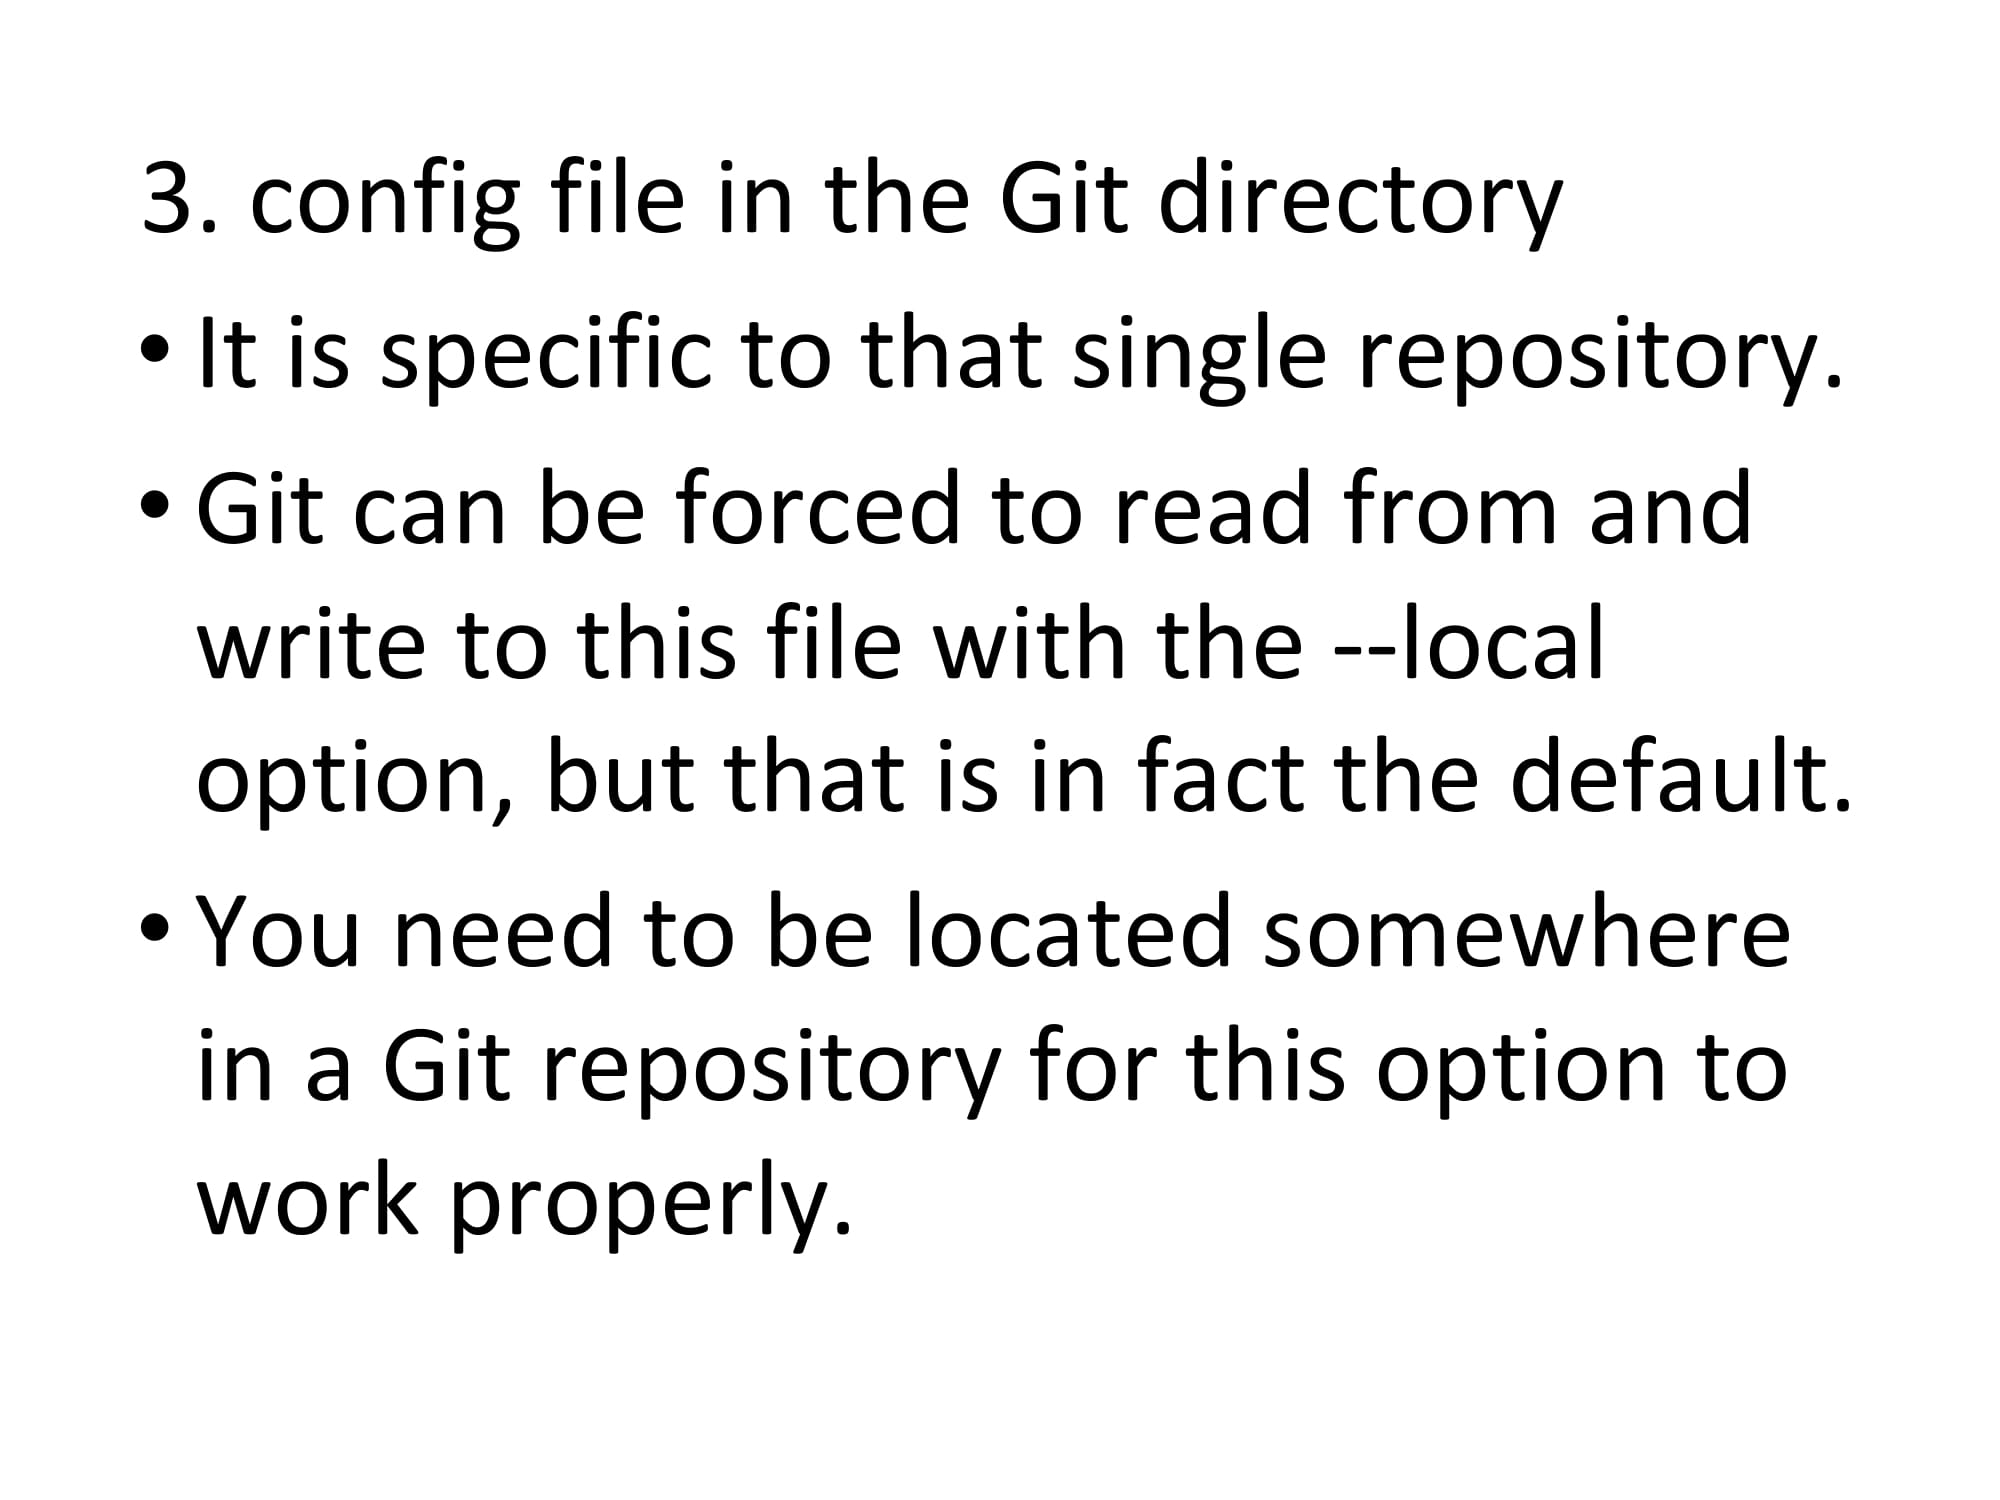 3. config file in the Git directory
• It is specific to that single repository.
• Git can be forced to read from and
write to this file with the --local
option, but that is in fact the default.
• You need to be located somewhere
in a Git repository for this option to
work properly.